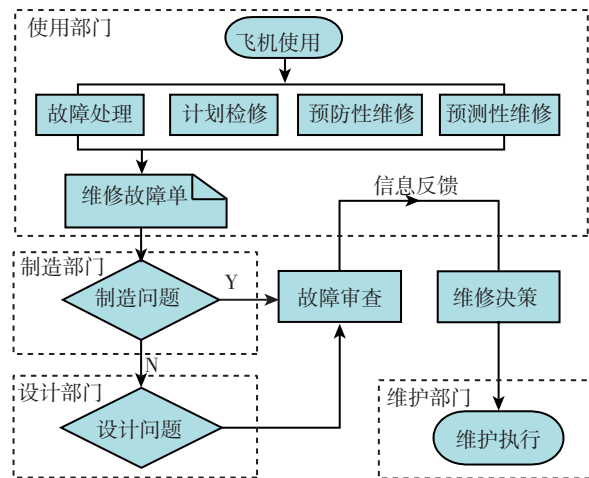 使用部门
飞机使用
故障处理
计划检修
预防性维修
预测性维修
维修故障单
信息反馈
制造部门
制造问题
Y
故障审查
维修决策
N
设计部门
设计问题
维护部门
维护执行